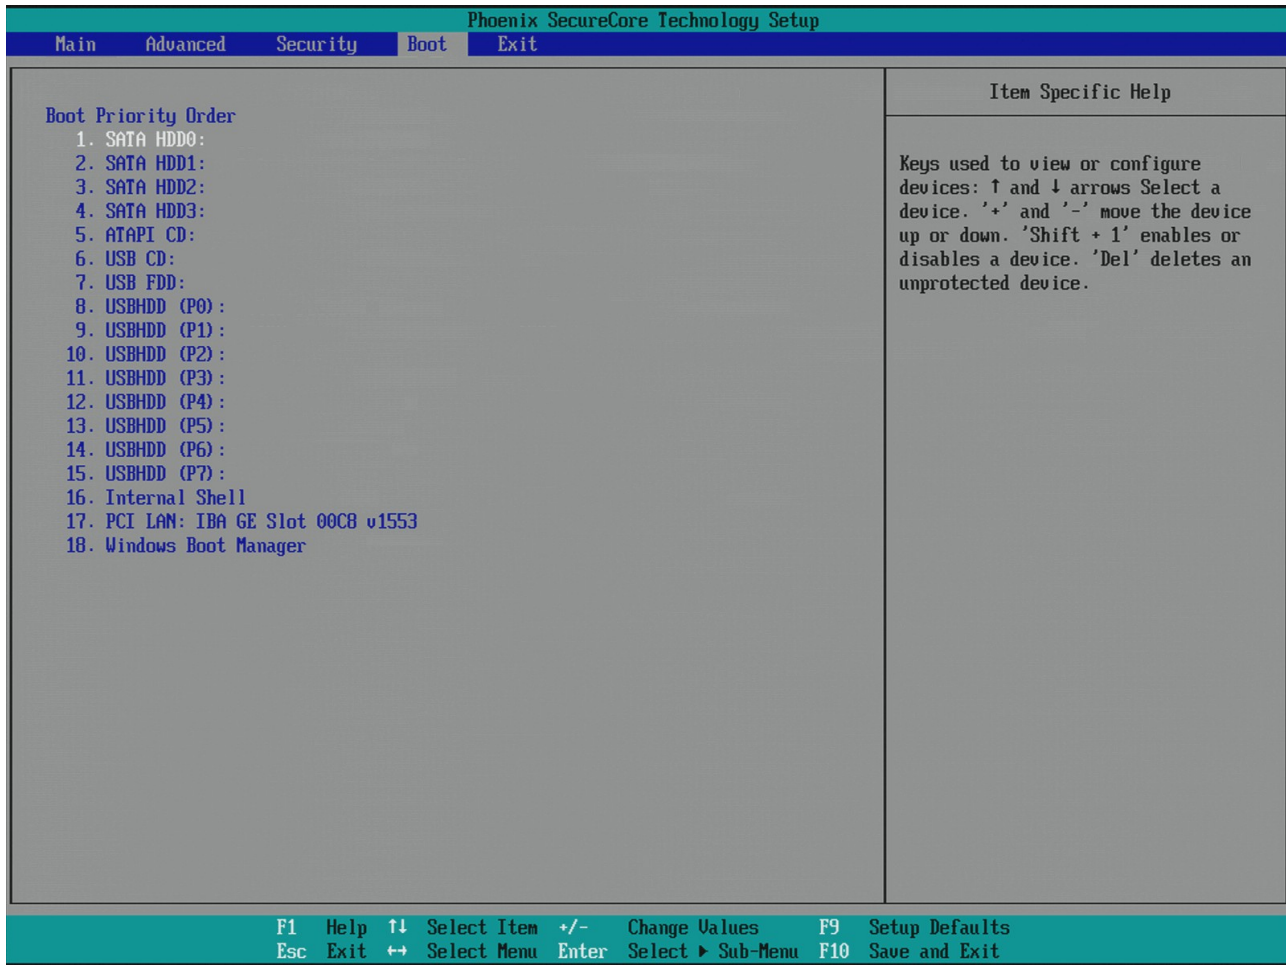 Phoenix SecureCore Technology Setup
Main Advanced Security Boot Exit
Item Specific Help
Boot Priority Order
1. SATA HDD0:
2. SATA HDD1:
3. SATA HDD2:
4. SATA HDD3:
5. ATAPI CD:
6. USB CD:
7. USB FDD:
8. USBHDD (P0):
9. USBHDD (P1):
10. USBHDD (P2):
11. USBHDD (P3):
12. USBHDD (P4):
13. USBHDD (P5):
14. USBHDD (P6):
15. USBHDD (P7):
16. Internal Shell
17. PCI LAN: IBA GE Slot 00C8 v1553
18. Windows Boot Manager
Keys used to view or configure
devices: ↑ and ↓ arrows Select a
device. '+' and '-' move the device
up or down. 'Shift + 1' enables or
disables a device. 'Del' deletes an
unprotected device.
F1 Help ↑↓ Select Item +/- Change Values F9 Setup Defaults
Esc Exit ↔ Select Menu Enter Select ▶ Sub-Menu F10 Save and Exit